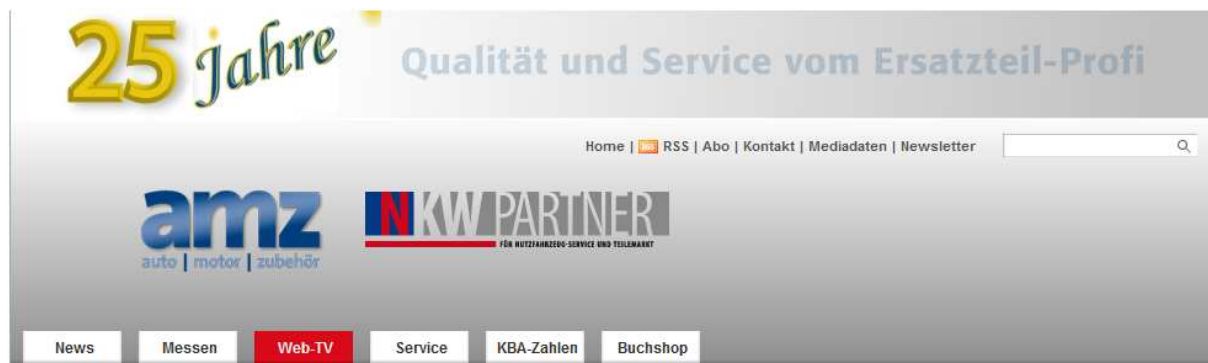 25 Jahre
Qualität und Service vom Ersatzteil-Profi
Home | RSS | Abo | Kontakt | Mediadaten | Newsletter
amz
auto | motor | zubehör
NKW PARTNER
FÜR NUTZFAHRZEUG-SERVICE UND TEILEMARKT
News Messen Web-TV Service KBA-Zahlen Buchshop